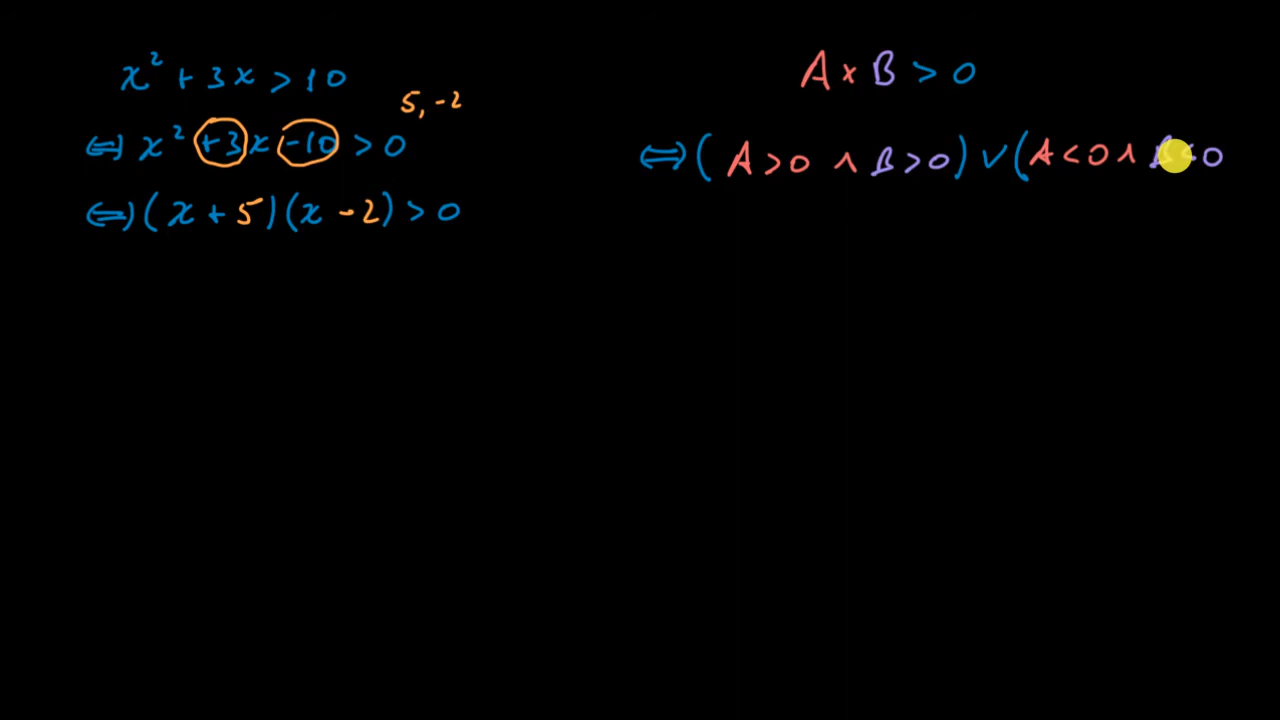 x² + 3x > 10
5, -2
⇔ x² +3x -10 > 0
⇔ (x + 5)(x - 2) > 0
A × B > 0
⇔ ( A > 0 ∧ B > 0 ) ∨ ( A < 0 ∧ B < 0